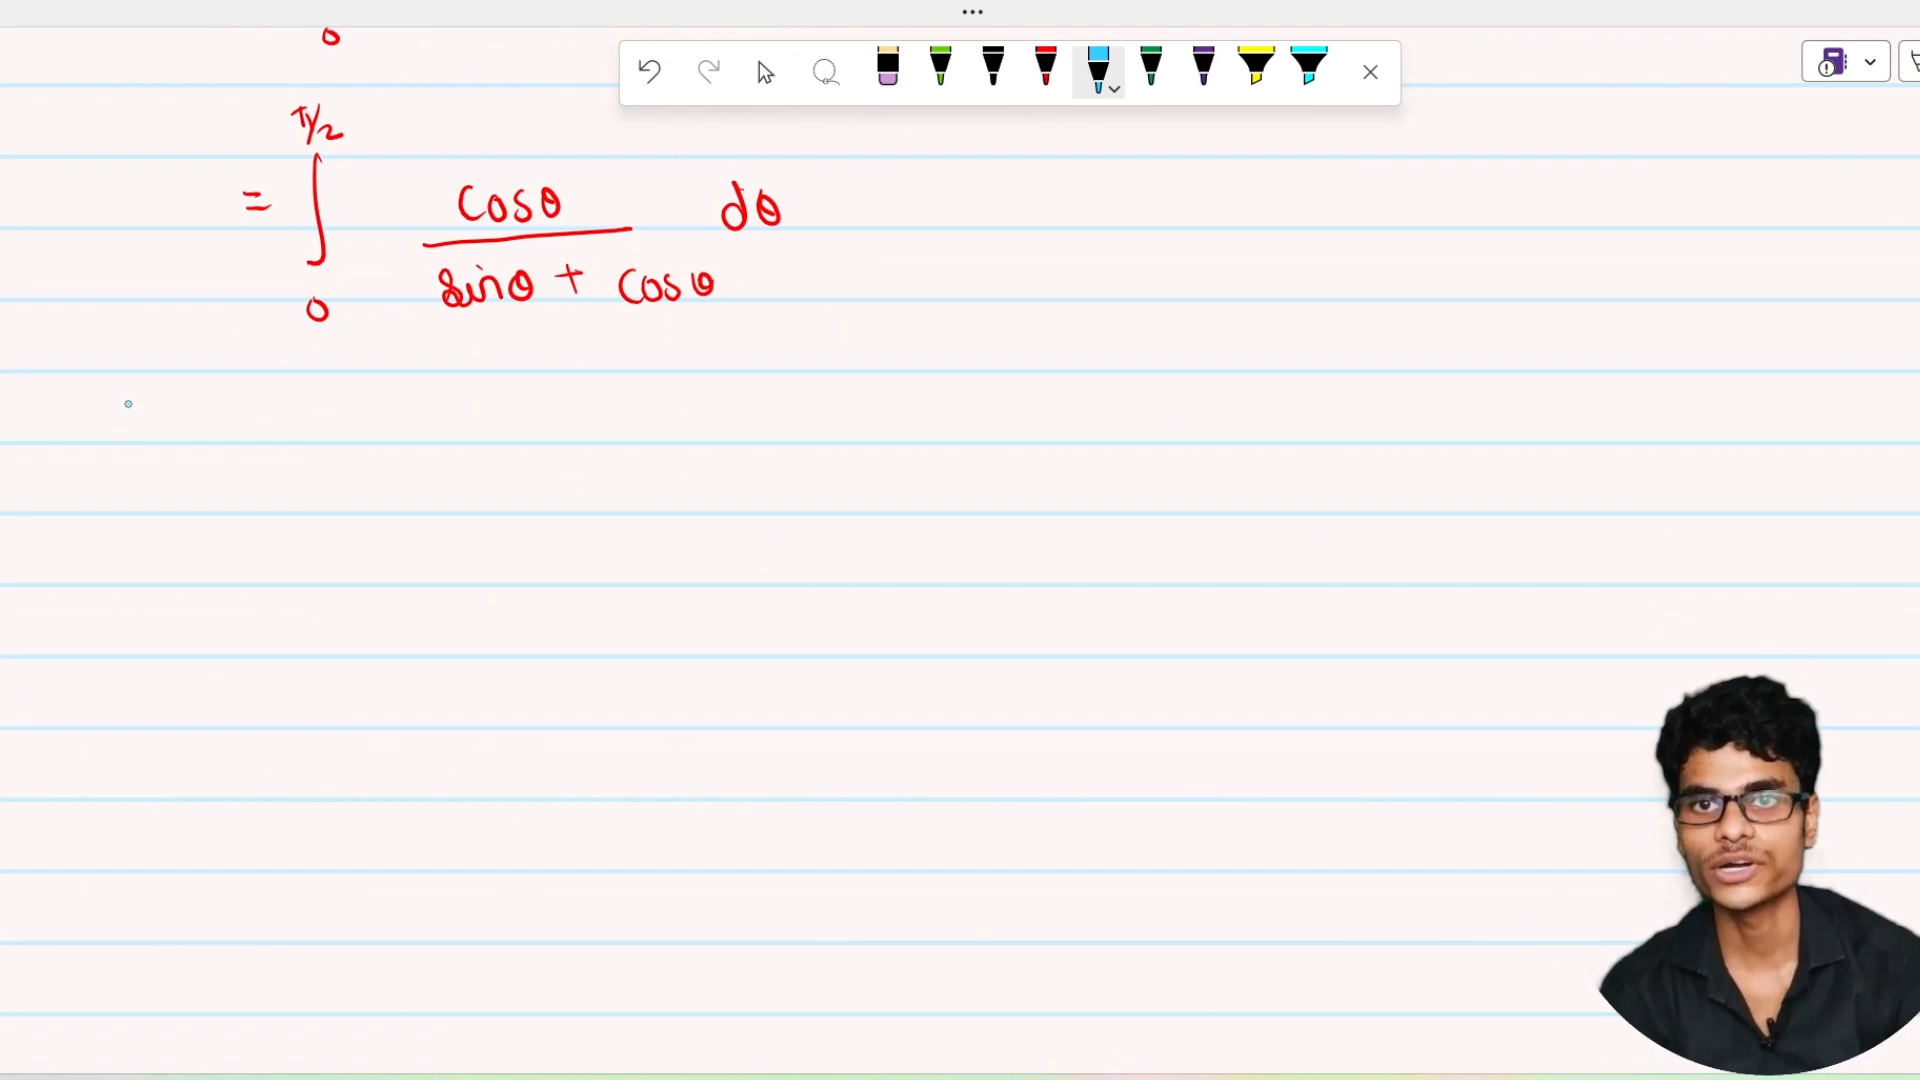 0
π/2
= ∫ cosθ / (sinθ + cosθ) dθ
0